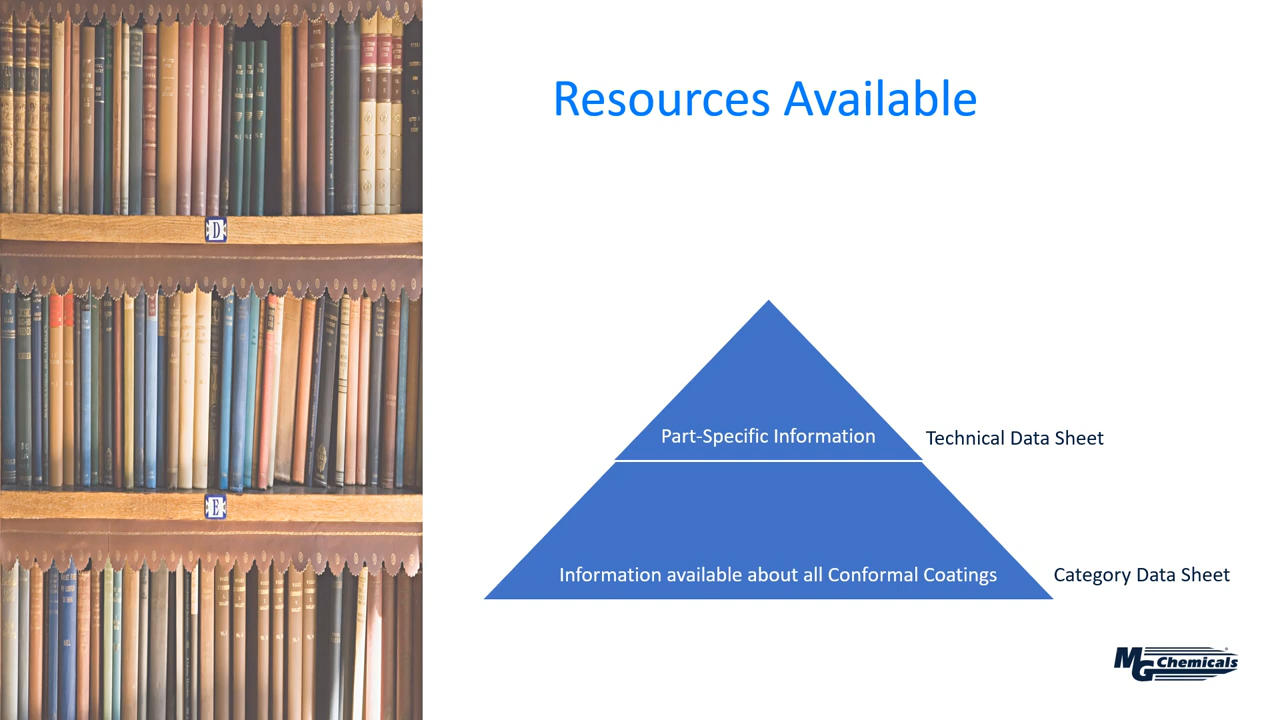 Resources Available
Part-Specific Information
Technical Data Sheet
Information available about all Conformal Coatings
Category Data Sheet
MG Chemicals
D
E